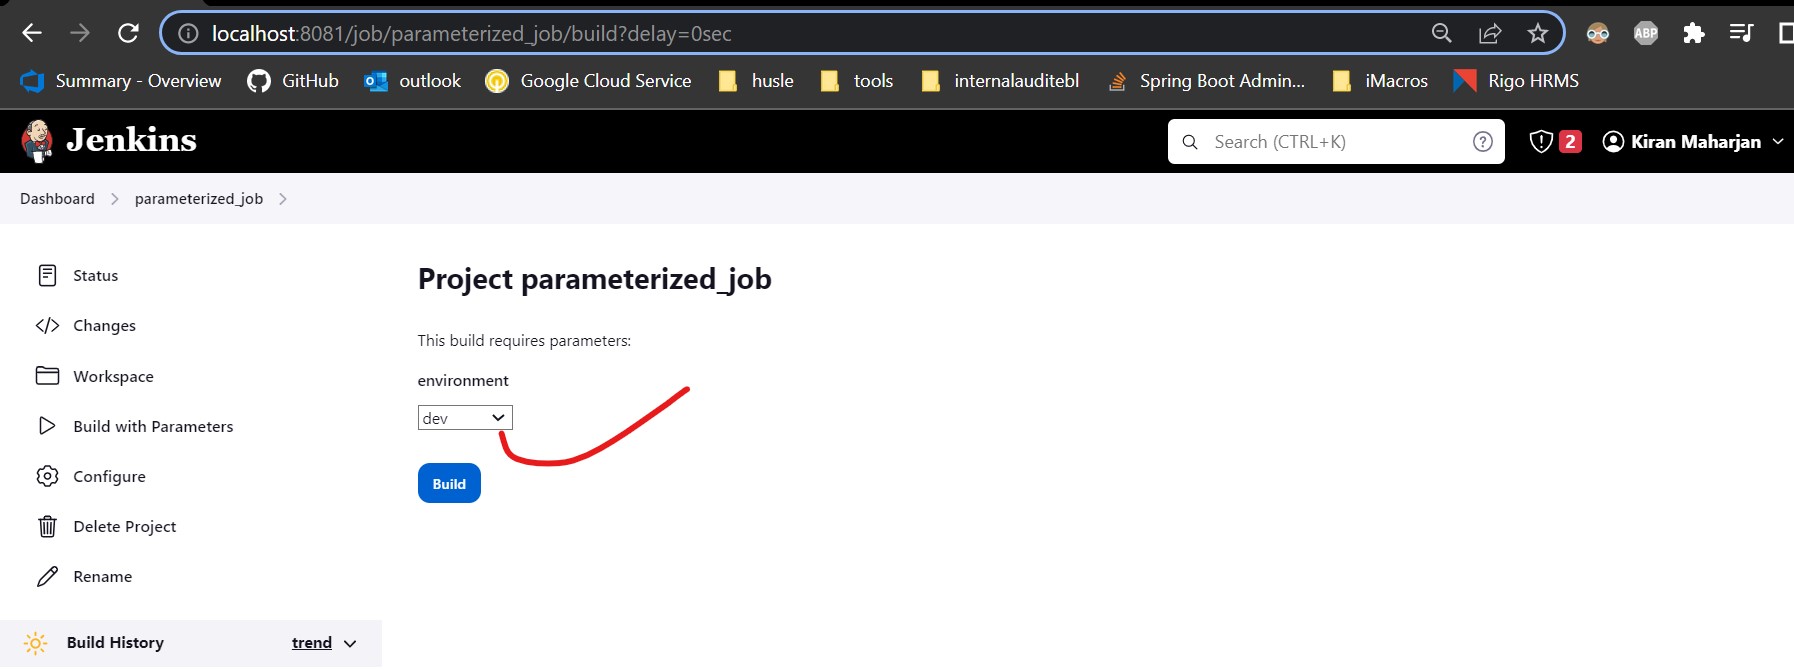 localhost:8081/job/parameterized_job/build?delay=0sec
ABP
Summary - Overview GitHub outlook Google Cloud Service husle tools internalauditebl Spring Boot Admin... iMacros Rigo HRMS
Jenkins
Search (CTRL+K)
?
2
Kiran Maharjan
Dashboard parameterized_job
Status
Changes
Workspace
Build with Parameters
Configure
Delete Project
Rename
Build History trend
Project parameterized_job
This build requires parameters:
environment
dev
Build